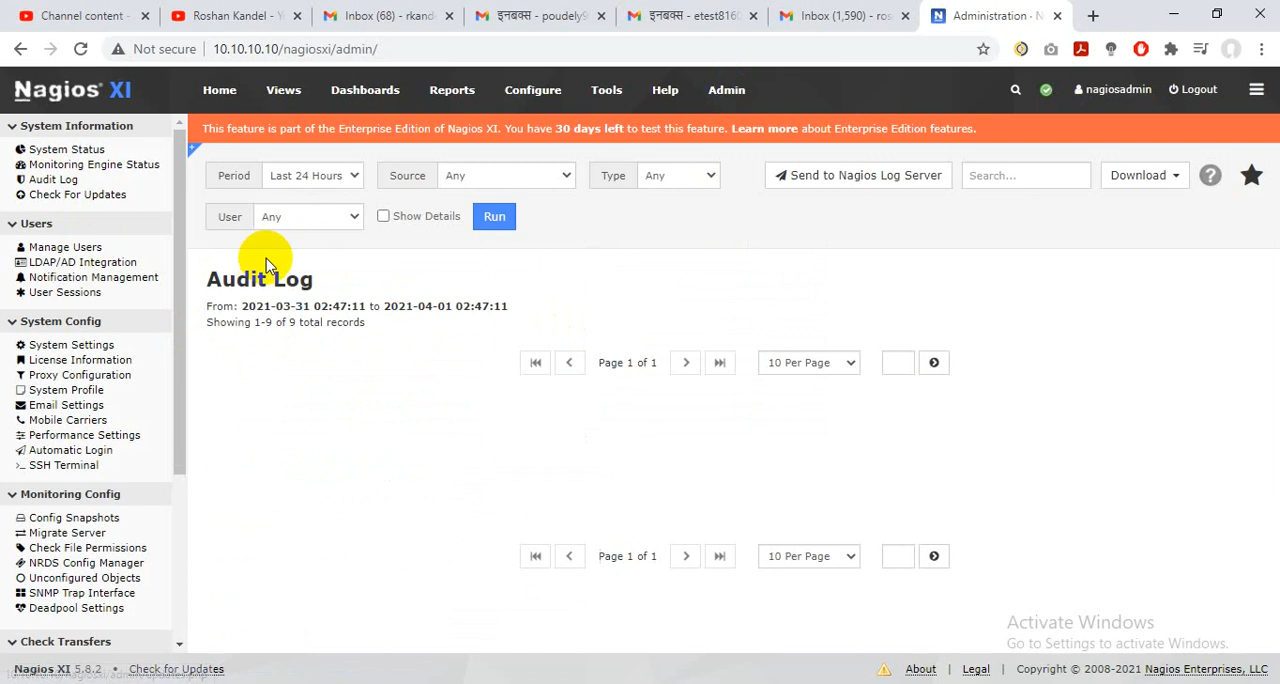 Channel content -
Roshan Kandel - Y
Inbox (68) - rkand
इनबक्स - poudely9
इनबक्स - etest8160
Inbox (1,590) - ros
Administration - N
Not secure 10.10.10.10/nagiosxi/admin/
Nagios XI
Home Views Dashboards Reports Configure Tools Help Admin
nagiosadmin Logout
System Information
System Status
Monitoring Engine Status
Audit Log
Check For Updates
Users
Manage Users
LDAP/AD Integration
Notification Management
User Sessions
System Config
System Settings
License Information
Proxy Configuration
System Profile
Email Settings
Mobile Carriers
Performance Settings
Automatic Login
SSH Terminal
Monitoring Config
Config Snapshots
Migrate Server
Check File Permissions
NRDS Config Manager
Unconfigured Objects
SNMP Trap Interface
Deadpool Settings
Check Transfers
This feature is part of the Enterprise Edition of Nagios XI. You have 30 days left to test this feature. Learn more about Enterprise Edition features.
Period Last 24 Hours Source Any Type Any Send to Nagios Log Server Search... Download
User Any Show Details Run
Audit Log
From: 2021-03-31 02:47:11 to 2021-04-01 02:47:11
Showing 1-9 of 9 total records
Page 1 of 1 10 Per Page
Page 1 of 1 10 Per Page
Activate Windows
Go to Settings to activate Windows.
Nagios XI 5.8.2 • Check for Updates
About Legal Copyright © 2008-2021 Nagios Enterprises, LLC